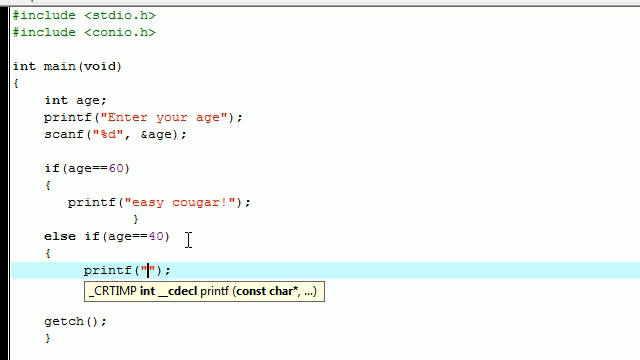 #include <stdio.h>
#include <conio.h>
int main(void)
{
int age;
printf("Enter your age");
scanf("%d", &age);
if(age==60)
{
printf("easy cougar!");
}
else if(age==40)
{
printf("");
_CRTIMP int __cdecl printf (const char*, ...)
getch();
}